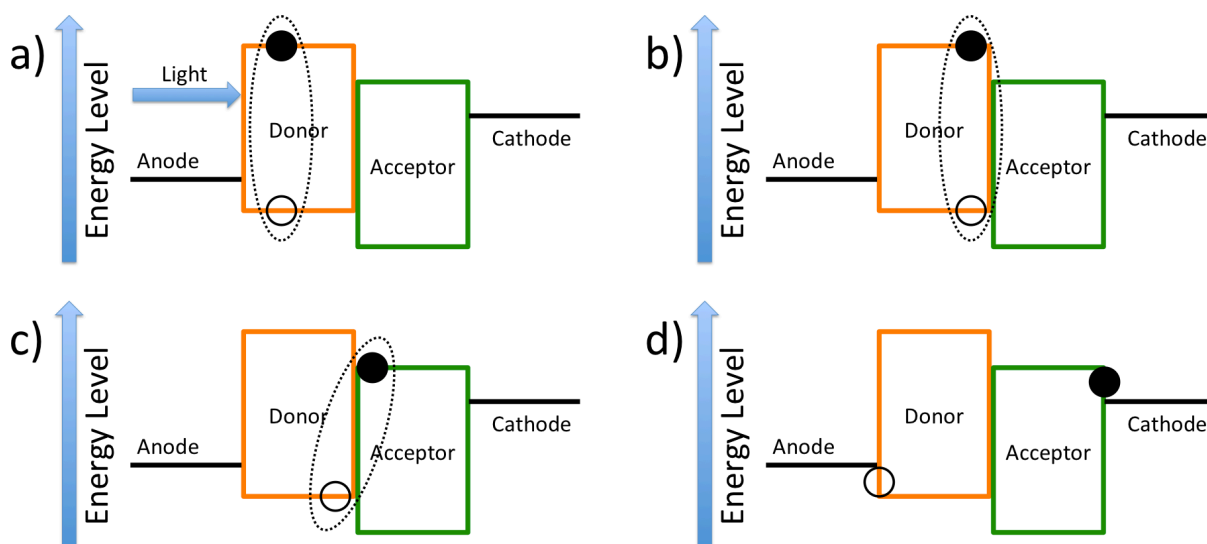 a)
Energy Level
Light
Anode
Donor
Acceptor
Cathode
b)
Energy Level
Anode
Donor
Acceptor
Cathode
c)
Energy Level
Anode
Donor
Acceptor
Cathode
d)
Energy Level
Anode
Donor
Acceptor
Cathode